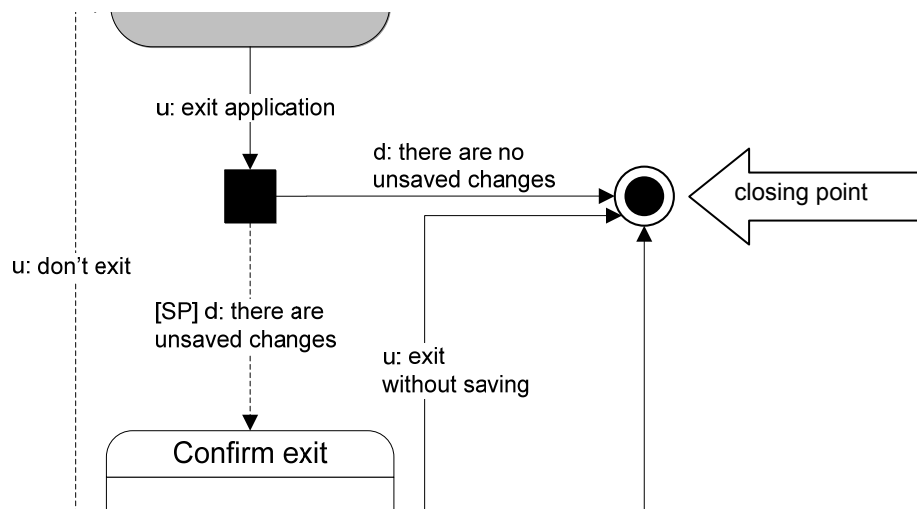 u: exit application
d: there are no
unsaved changes
closing point
u: don't exit
[SP] d: there are
unsaved changes
u: exit
without saving
Confirm exit